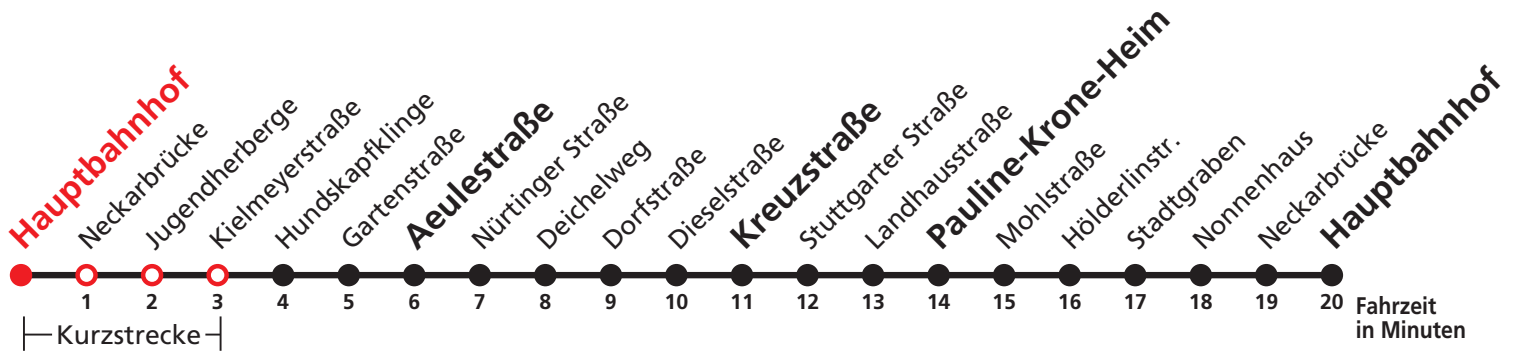 Hauptbahnhof
Neckarbrücke
Jugendherberge
Kielmeyerstraße
Hundskapfklinge
Gartenstraße
Aeulestraße
Nürtinger Straße
Deichelweg
Dorfstraße
Dieselstraße
Kreuzstraße
Stuttgarter Straße
Landhausstraße
Pauline-Krone-Heim
Mohlstraße
Hölderlinstr.
Stadtgraben
Nonnenhaus
Neckarbrücke
Hauptbahnhof
1 2 3 4 5 6 7 8 9 10 11 12 13 14 15 16 17 18 19 20
Fahrzeit
in Minuten
Kurzstrecke